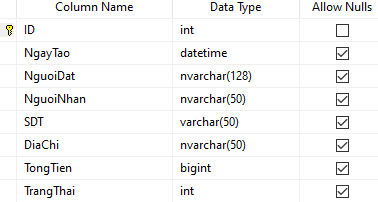 Column Name Data Type Allow Nulls
ID int
NgayTao datetime
NguoiDat nvarchar(128)
NguoiNhan nvarchar(50)
SDT varchar(50)
DiaChi nvarchar(50)
TongTien bigint
TrangThai int